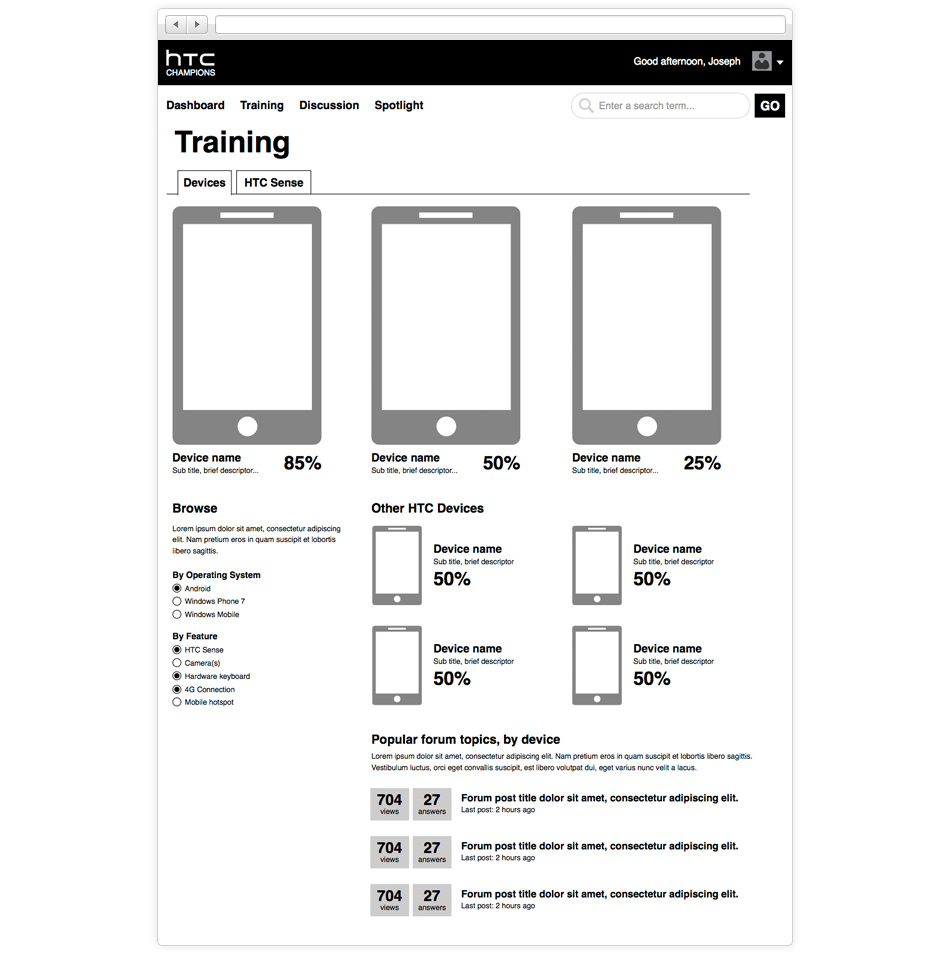 hTC
CHAMPIONS
Good afternoon, Joseph
Dashboard Training Discussion Spotlight
Enter a search term...
GO
Training
Devices
HTC Sense
Device name
Sub title, brief descriptor...
85%
Device name
Sub title, brief descriptor...
50%
Device name
Sub title, brief descriptor...
25%
Browse
Lorem ipsum dolor sit amet, consectetur adipiscing
elit. Nam pretium eros in quam suscipit et lobortis
libero sagittis.
By Operating System
Android
Windows Phone 7
Windows Mobile
By Feature
HTC Sense
Camera(s)
Hardware keyboard
4G Connection
Mobile hotspot
Other HTC Devices
Device name
Sub title, brief descriptor
50%
Device name
Sub title, brief descriptor
50%
Device name
Sub title, brief descriptor
50%
Device name
Sub title, brief descriptor
50%
Popular forum topics, by device
Lorem ipsum dolor sit amet, consectetur adipiscing elit. Nam pretium eros in quam suscipit et lobortis libero sagittis.
Vestibulum luctus, orci eget convallis suscipit, est libero volutpat dui, eget varius nunc velit a lacus.
704
views
27
answers
Forum post title dolor sit amet, consectetur adipiscing elit.
Last post: 2 hours ago
704
views
27
answers
Forum post title dolor sit amet, consectetur adipiscing elit.
Last post: 2 hours ago
704
views
27
answers
Forum post title dolor sit amet, consectetur adipiscing elit.
Last post: 2 hours ago